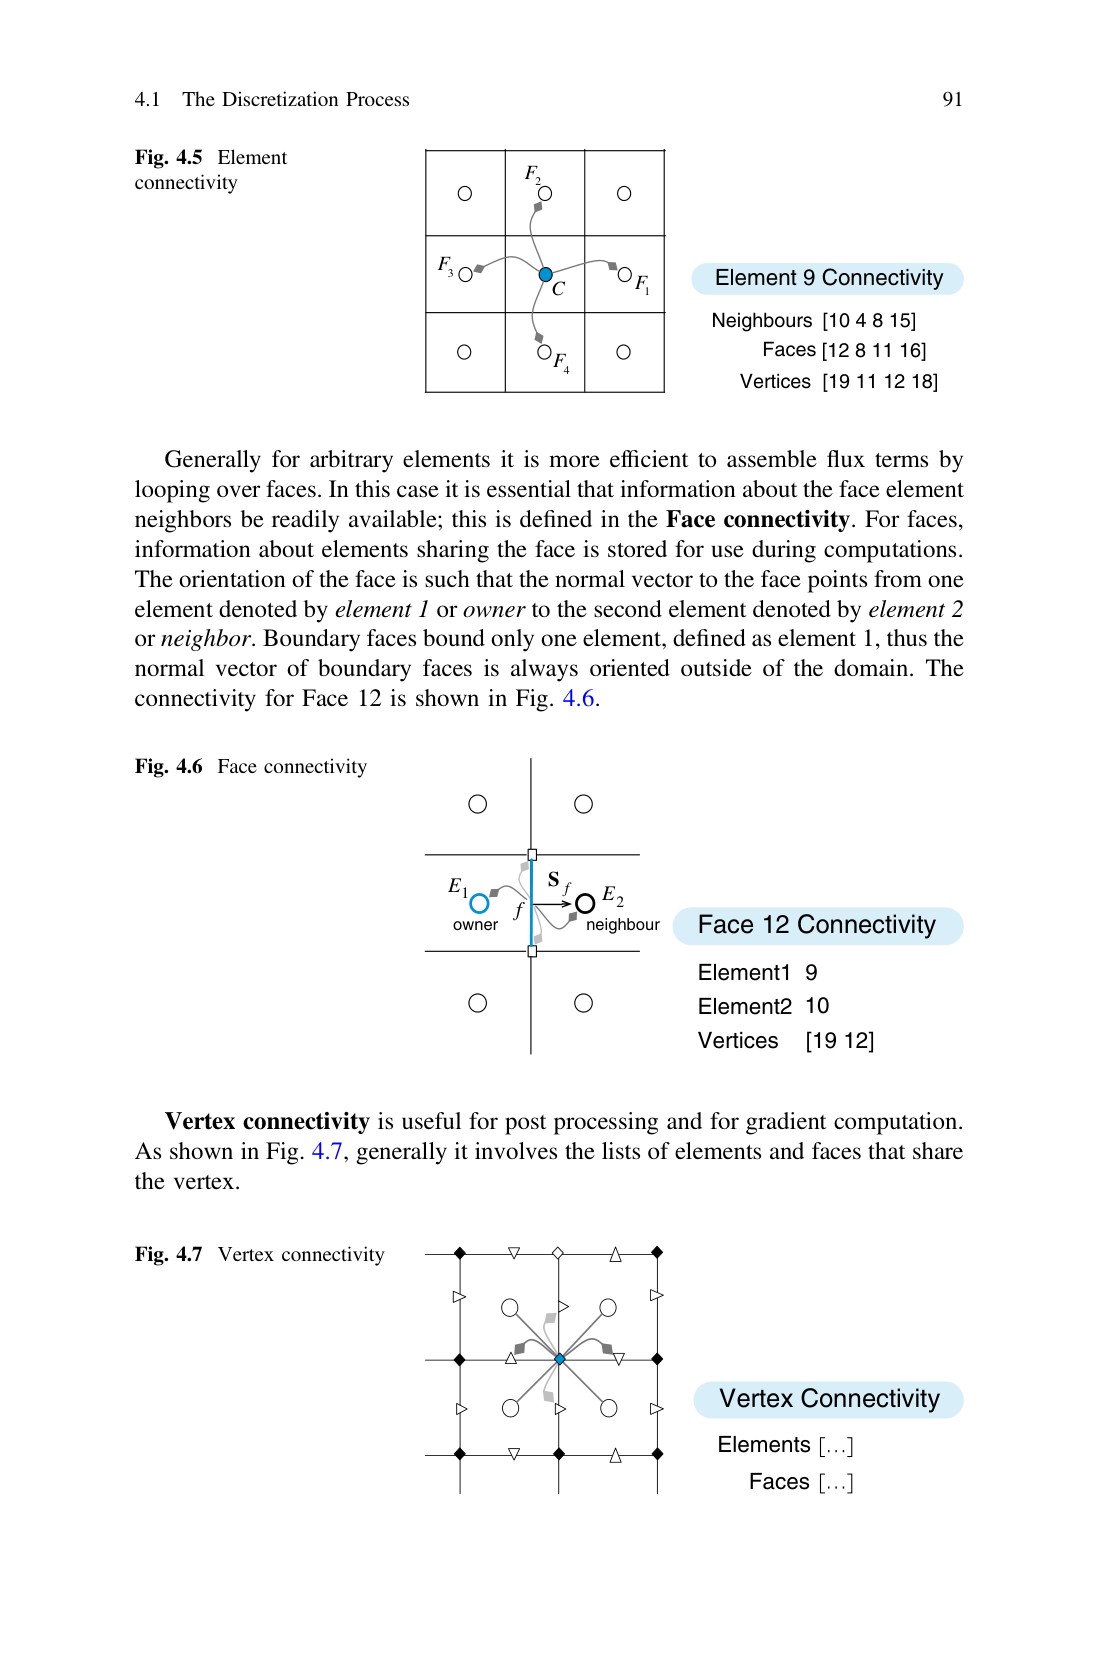 4.1 The Discretization Process 91
Fig. 4.5 Element
connectivity
F2
F3
C
F1
F4
Element 9 Connectivity
Neighbours [10 4 8 15]
Faces [12 8 11 16]
Vertices [19 11 12 18]
Generally for arbitrary elements it is more efficient to assemble flux terms by
looping over faces. In this case it is essential that information about the face element
neighbors be readily available; this is defined in the Face connectivity. For faces,
information about elements sharing the face is stored for use during computations.
The orientation of the face is such that the normal vector to the face points from one
element denoted by element 1 or owner to the second element denoted by element 2
or neighbor. Boundary faces bound only one element, defined as element 1, thus the
normal vector of boundary faces is always oriented outside of the domain. The
connectivity for Face 12 is shown in Fig. 4.6.
Fig. 4.6 Face connectivity
E1
Sf
E2
f
owner
neighbour
Face 12 Connectivity
Element1 9
Element2 10
Vertices [19 12]
Vertex connectivity is useful for post processing and for gradient computation.
As shown in Fig. 4.7, generally it involves the lists of elements and faces that share
the vertex.
Fig. 4.7 Vertex connectivity
Vertex Connectivity
Elements [...]
Faces [...]